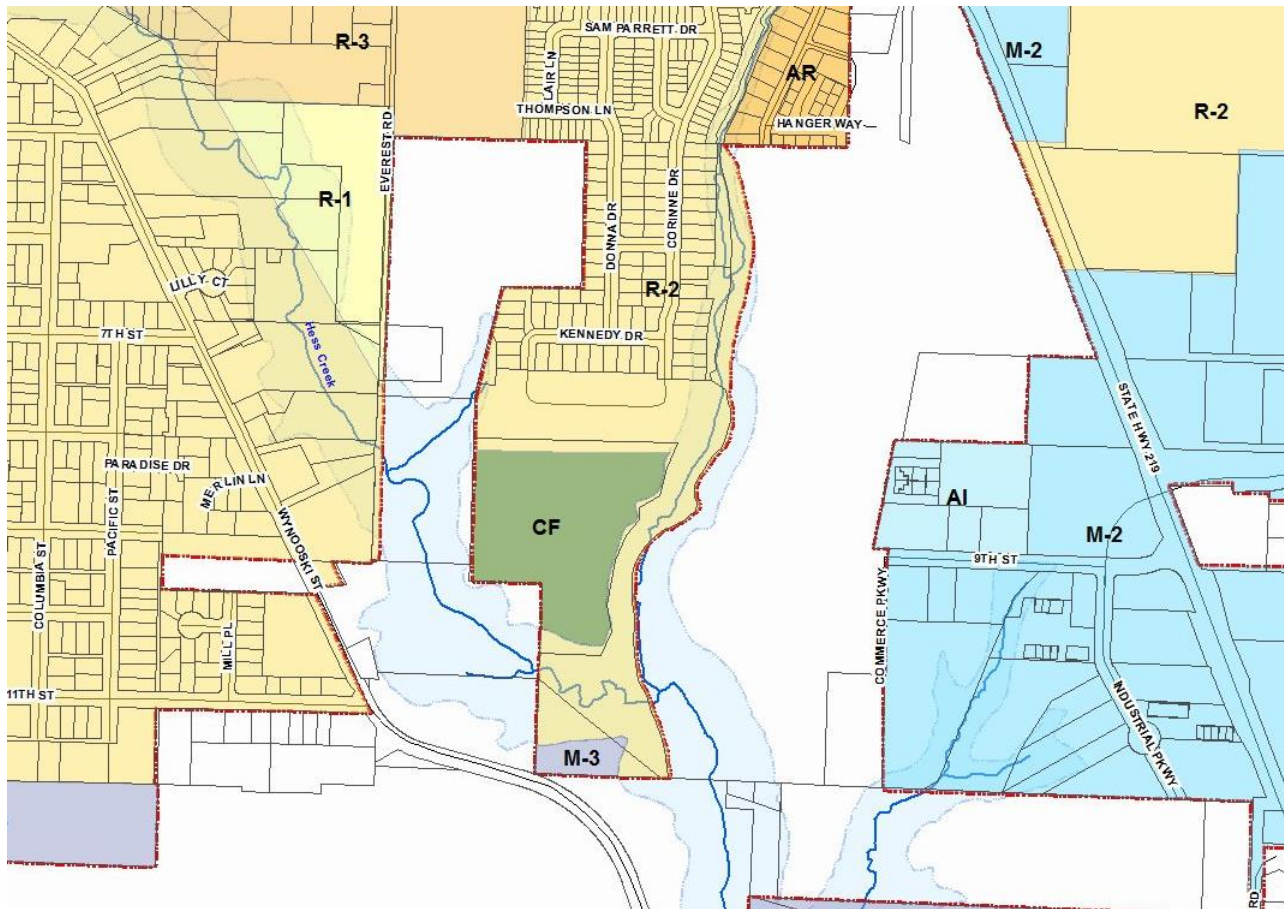 SAM PARRETT DR
R-3
M-2
LAIR LN
AR
THOMPSON LN
HANGER WAY
R-2
EVEREST RD
R-1
CORINNE DR
DONNA DR
LILLY CT
R-2
7TH ST
KENNEDY DR
Hess Creek
STATE HWY 219
PARADISE DR
MERLIN LN
AI
PACIFIC ST
WYNOOSKI ST
CF
M-2
9TH ST
COLUMBIA ST
MILL PL
COMMERCE PKWY
11TH ST
INDUSTRIAL PKWY
M-3
RD